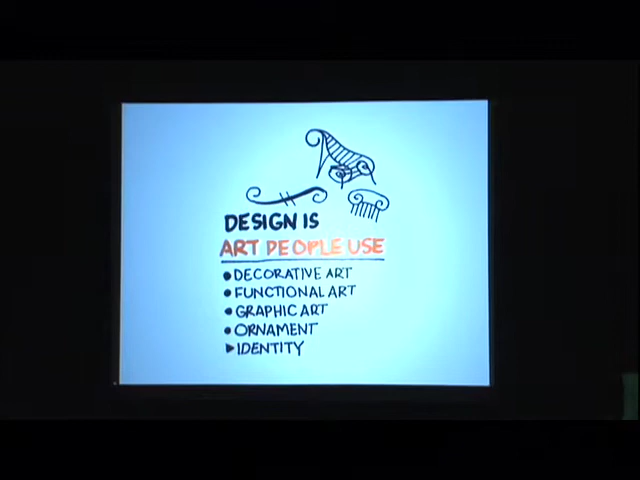 DESIGN IS
ART PEOPLE USE
• DECORATIVE ART
• FUNCTIONAL ART
• GRAPHIC ART
• ORNAMENT
► IDENTITY